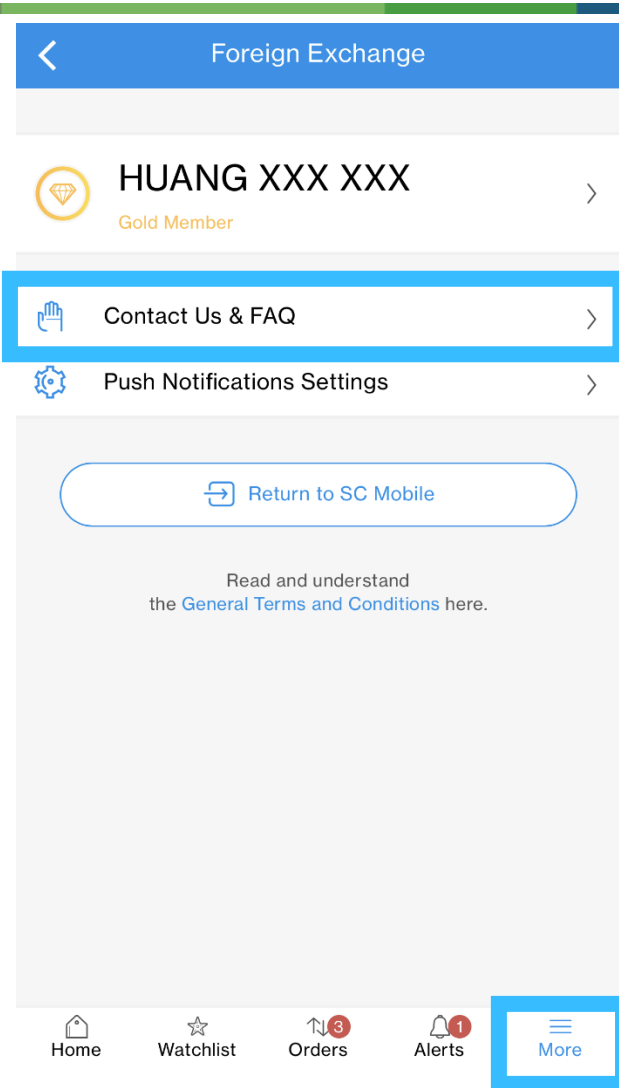 Foreign Exchange
HUANG XXX XXX
Gold Member
Contact Us & FAQ
Push Notifications Settings
Return to SC Mobile
Read and understand
the General Terms and Conditions here.
3
1
Home Watchlist Orders Alerts More